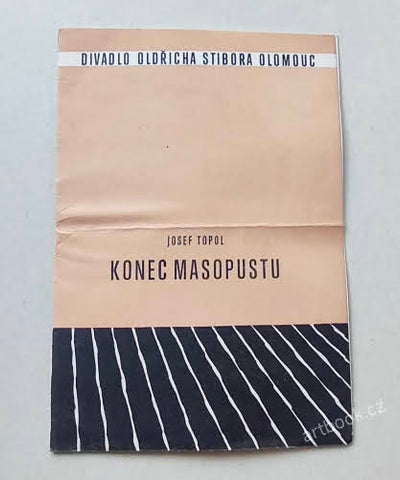 DIVADLO OLDŘICHA STIBORA OLOMOUC
JOSEF TOPOL
KONEC MASOPUSTU
artbook.cz